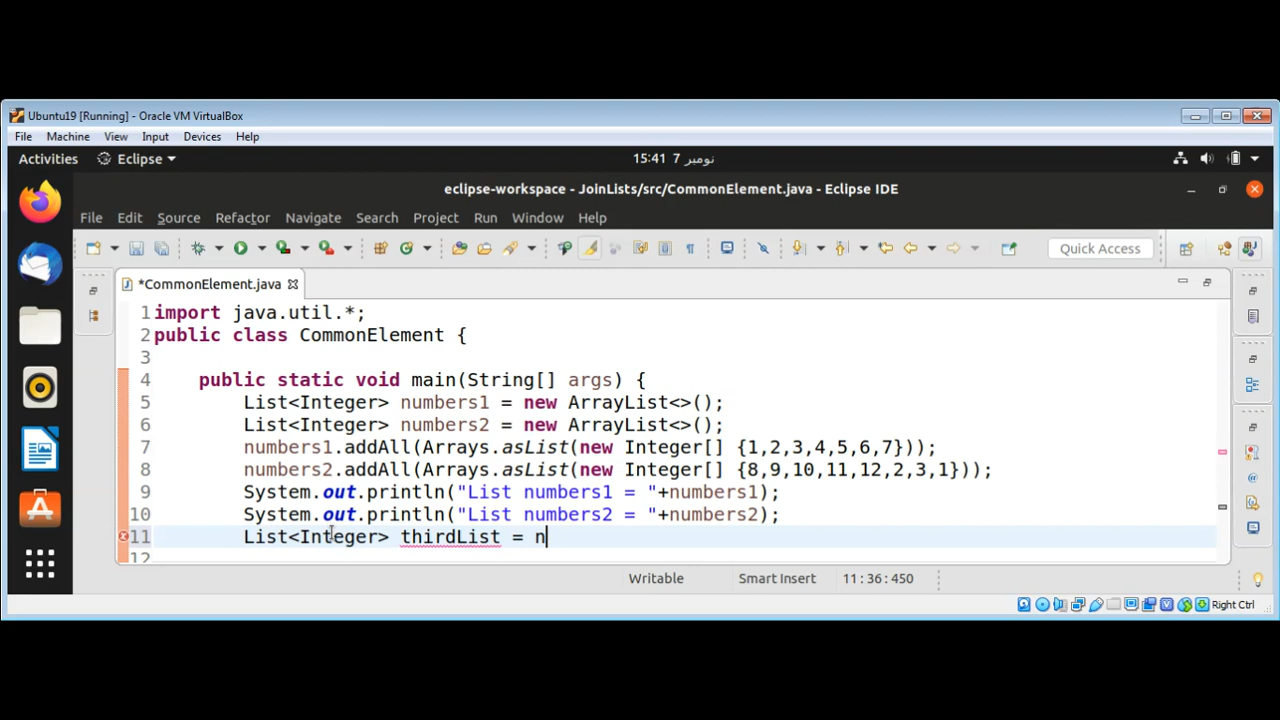 Ubuntu19 [Running] - Oracle VM VirtualBox
File Machine View Input Devices Help
Activities Eclipse 15:41 7 نومبر
eclipse-workspace - JoinLists/src/CommonElement.java - Eclipse IDE
File Edit Source Refactor Navigate Search Project Run Window Help
Quick Access
*CommonElement.java
1 import java.util.*;
2 public class CommonElement {
3
4 public static void main(String[] args) {
5 List<Integer> numbers1 = new ArrayList<>();
6 List<Integer> numbers2 = new ArrayList<>();
7 numbers1.addAll(Arrays.asList(new Integer[] {1,2,3,4,5,6,7}));
8 numbers2.addAll(Arrays.asList(new Integer[] {8,9,10,11,12,2,3,1}));
9 System.out.println("List numbers1 = "+numbers1);
10 System.out.println("List numbers2 = "+numbers2);
11 List<Integer> thirdList = n
12
Writable Smart Insert 11:36:450
Right Ctrl